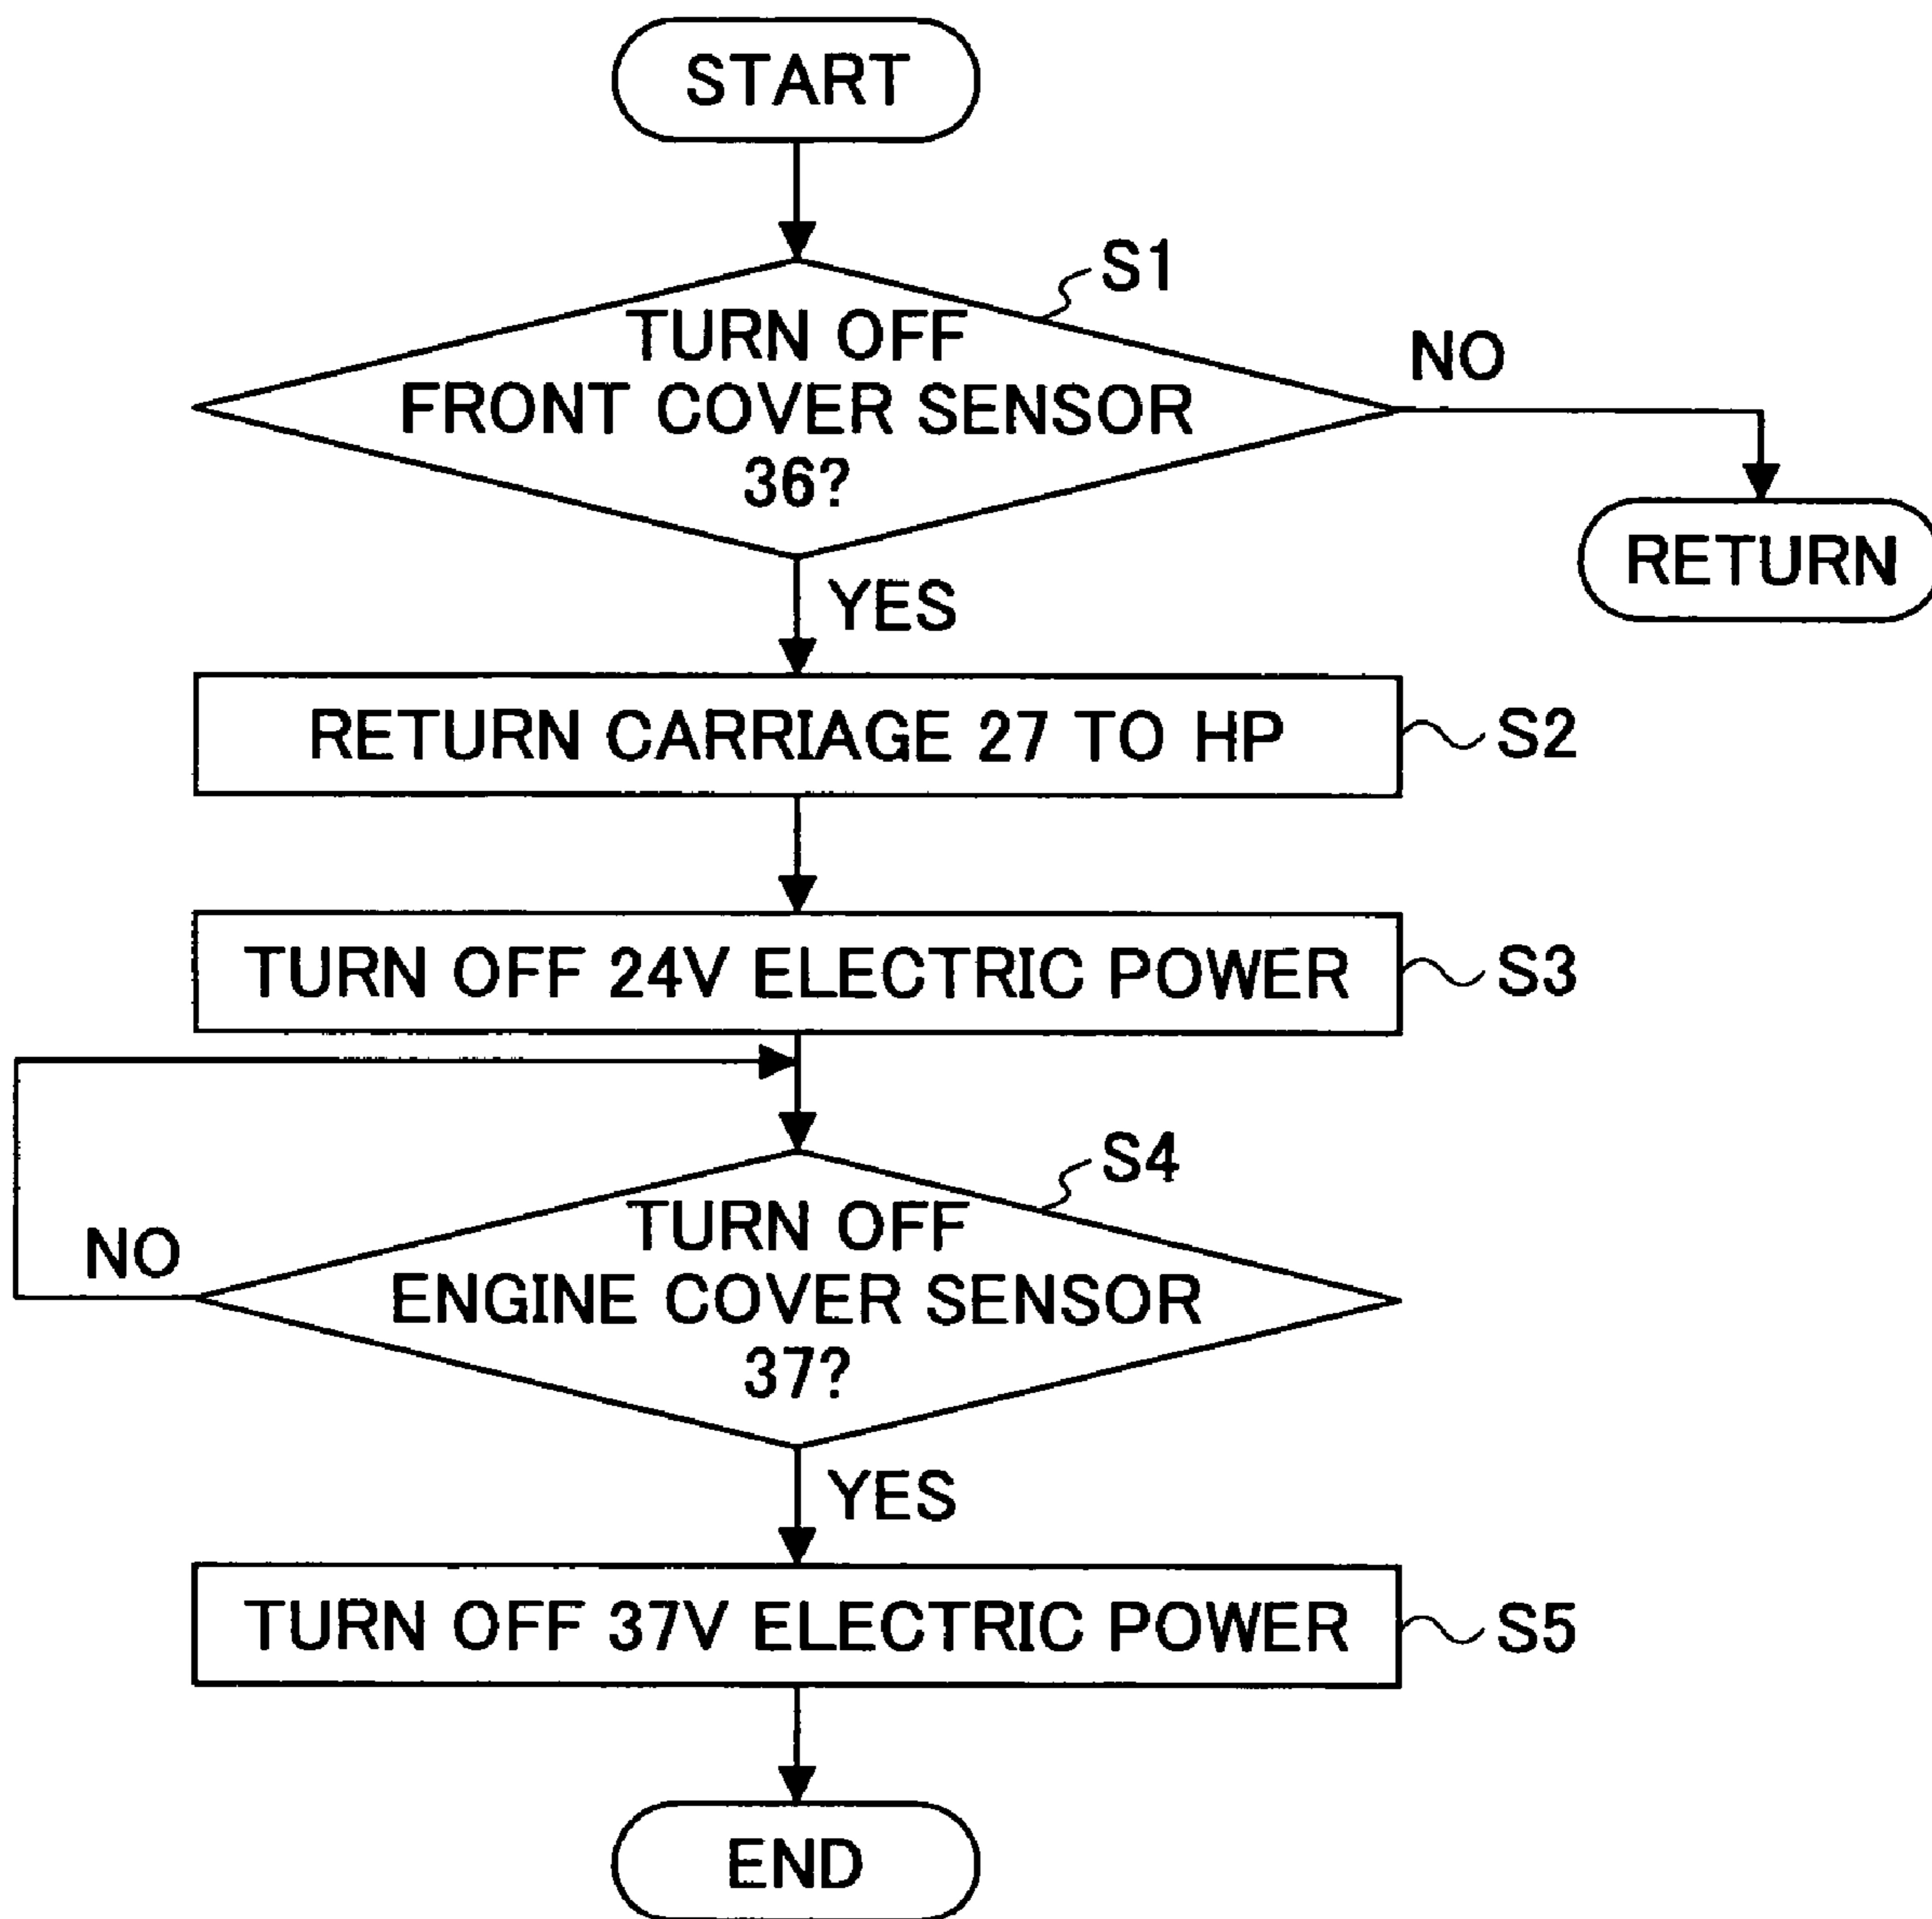 START
S1
TURN OFF
FRONT COVER SENSOR
36?
NO
RETURN
YES
RETURN CARRIAGE 27 TO HP
S2
TURN OFF 24V ELECTRIC POWER
S3
S4
TURN OFF
ENGINE COVER SENSOR
37?
NO
YES
TURN OFF 37V ELECTRIC POWER
S5
END